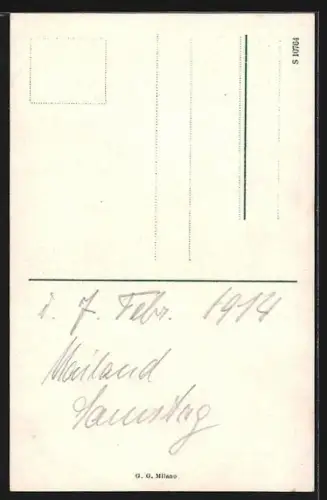 S 10704
7. Febr. 1914
Mailand
Samstag
G. G. Milano